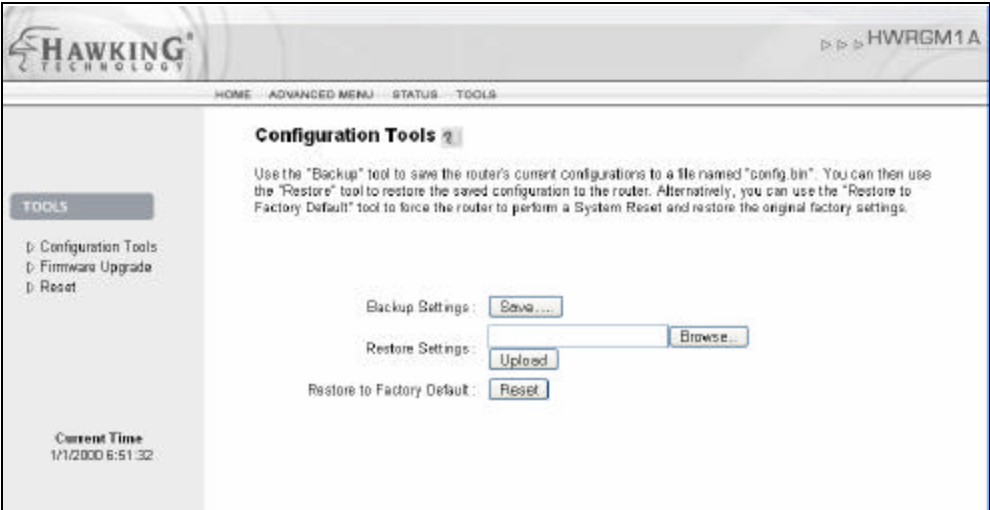 HAWKING®
TECHNOLOGY
HWRGM1A
HOME ADVANCED MENU STATUS TOOLS
Configuration Tools ?
Use the "Backup" tool to save the router's current configurations to a file named "config.bin". You can then use
the "Restore" tool to restore the saved configuration to the router. Alternatively, you can use the "Restore to
Factory Default" tool to force the router to perform a System Reset and restore the original factory settings.
TOOLS
Configuration Tools
Firmware Upgrade
Reset
Backup Settings : Save....
Browse...
Restore Settings :
Upload
Restore to Factory Default : Reset
Current Time
1/1/2000 6:51:32